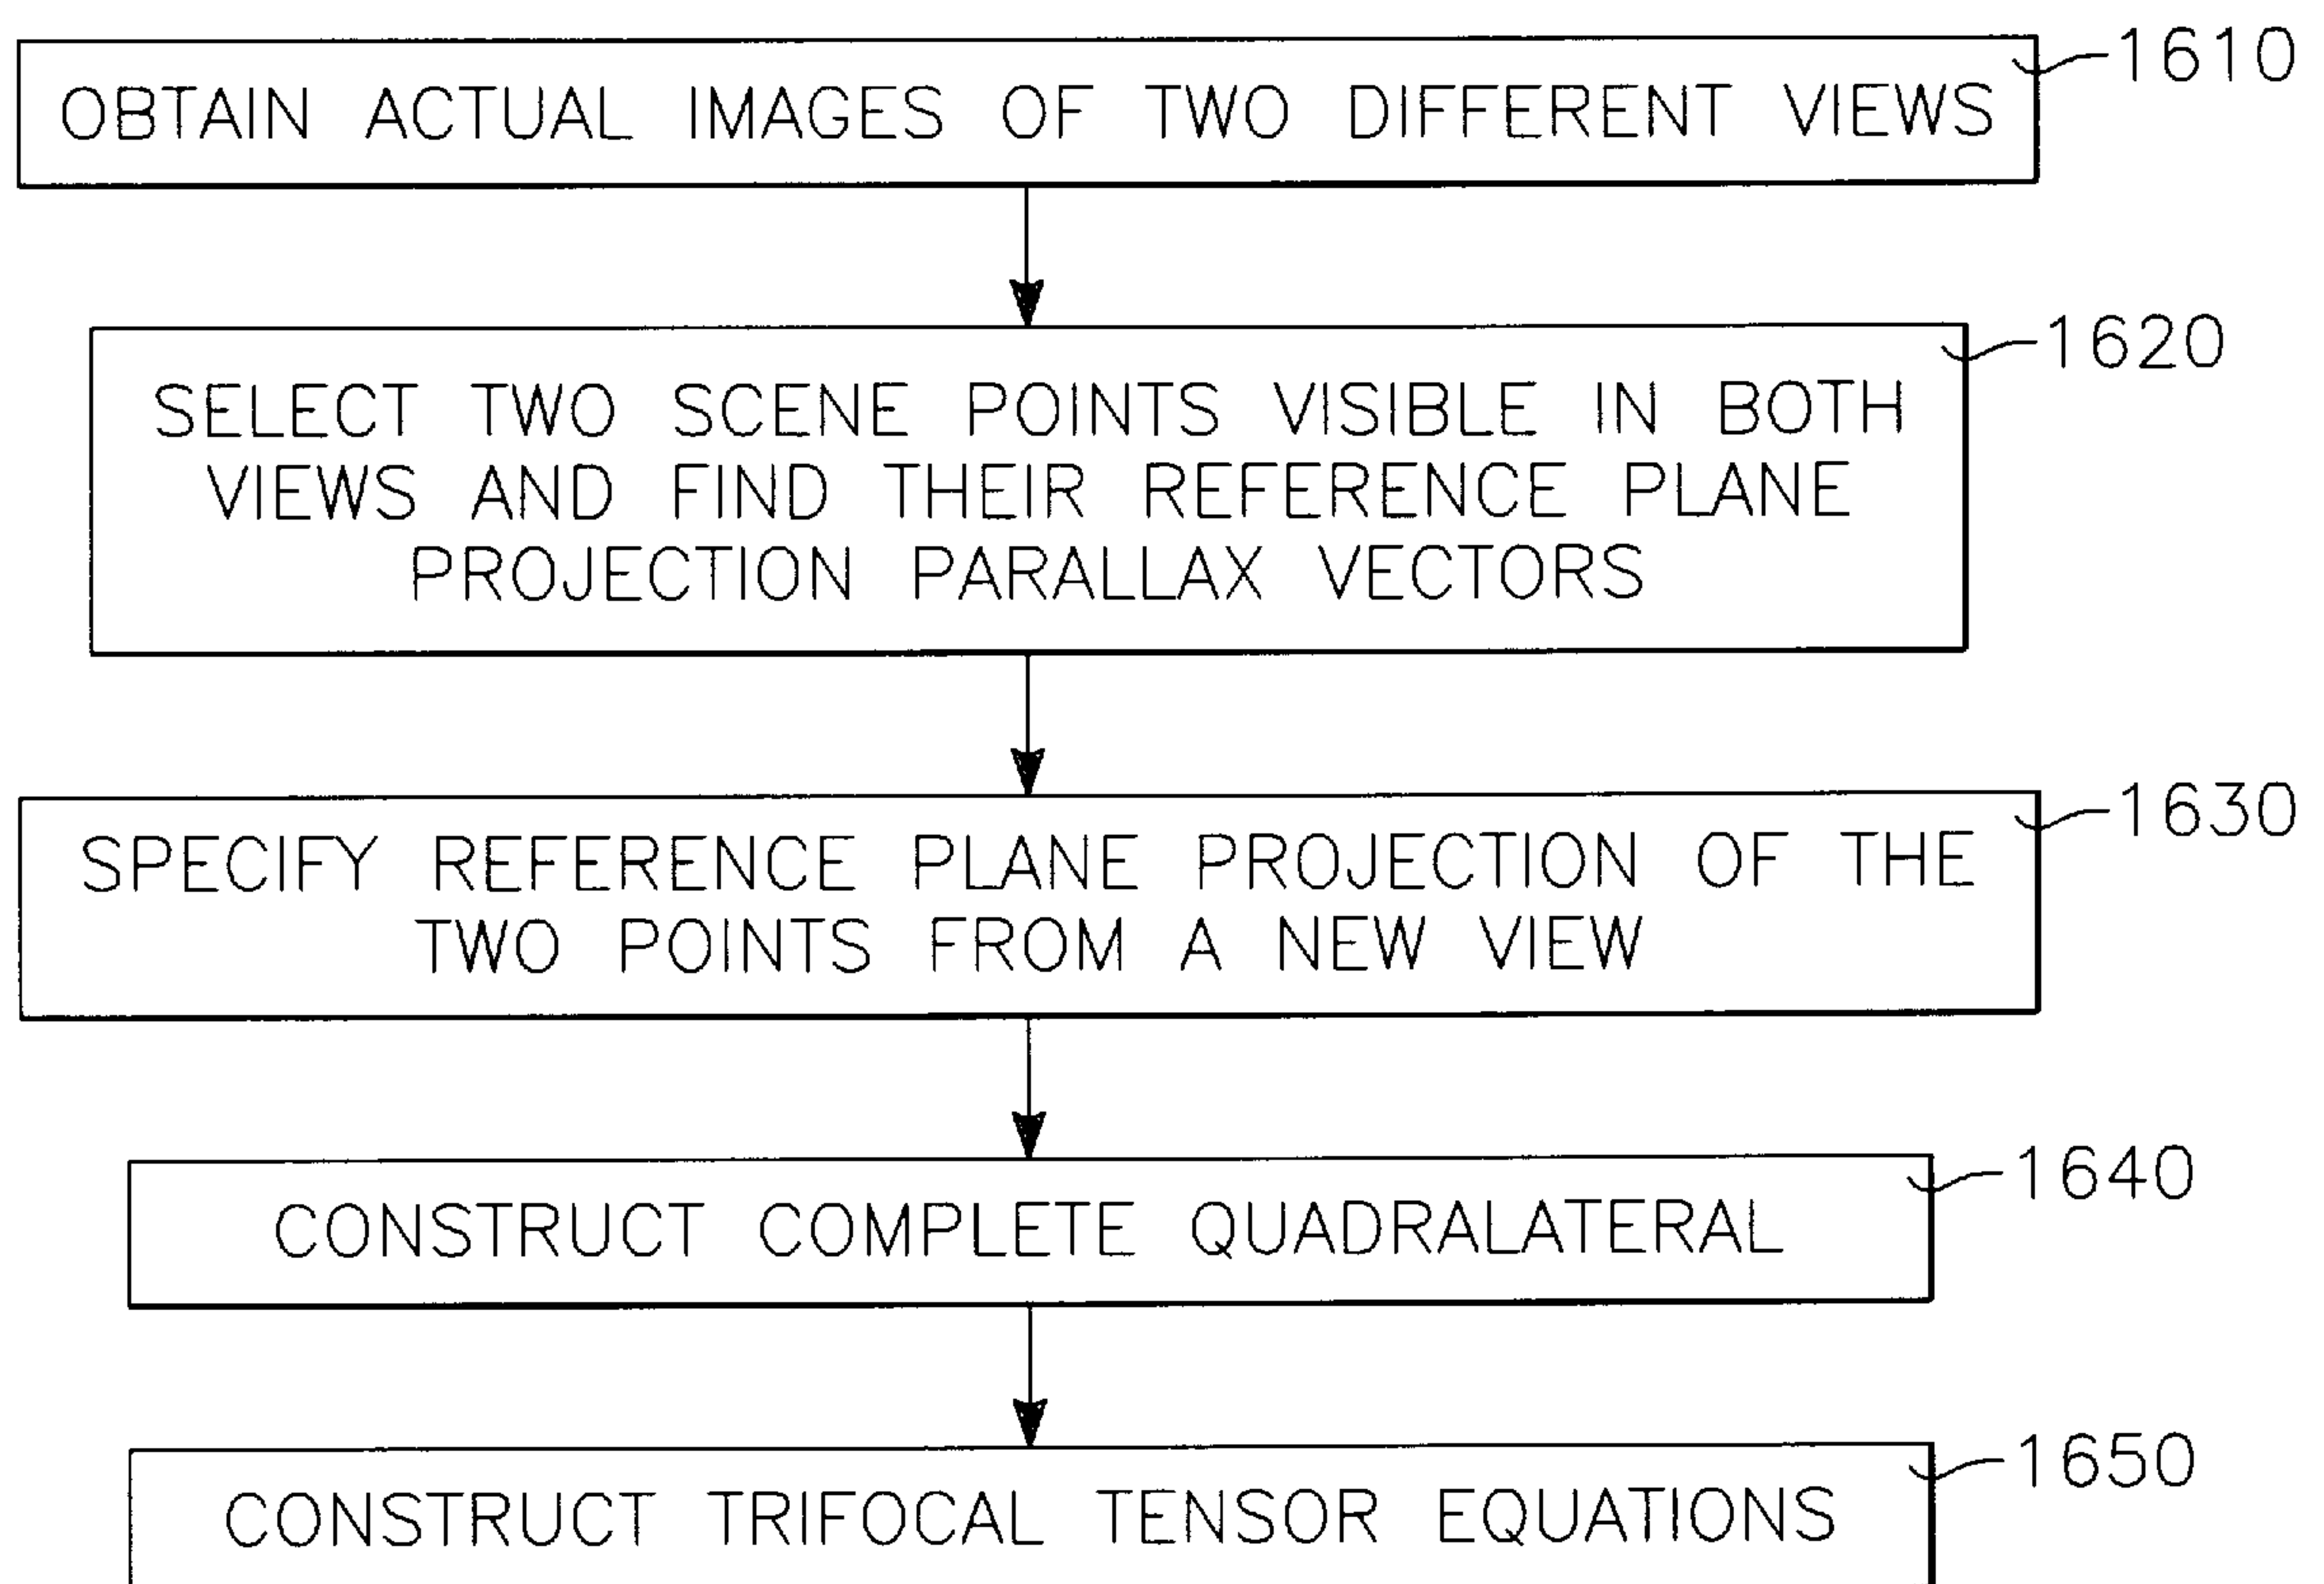 1610
OBTAIN ACTUAL IMAGES OF TWO DIFFERENT VIEWS
1620
SELECT TWO SCENE POINTS VISIBLE IN BOTH
VIEWS AND FIND THEIR REFERENCE PLANE
PROJECTION PARALLAX VECTORS
1630
SPECIFY REFERENCE PLANE PROJECTION OF THE
TWO POINTS FROM A NEW VIEW
1640
CONSTRUCT COMPLETE QUADRALATERAL
1650
CONSTRUCT TRIFOCAL TENSOR EQUATIONS